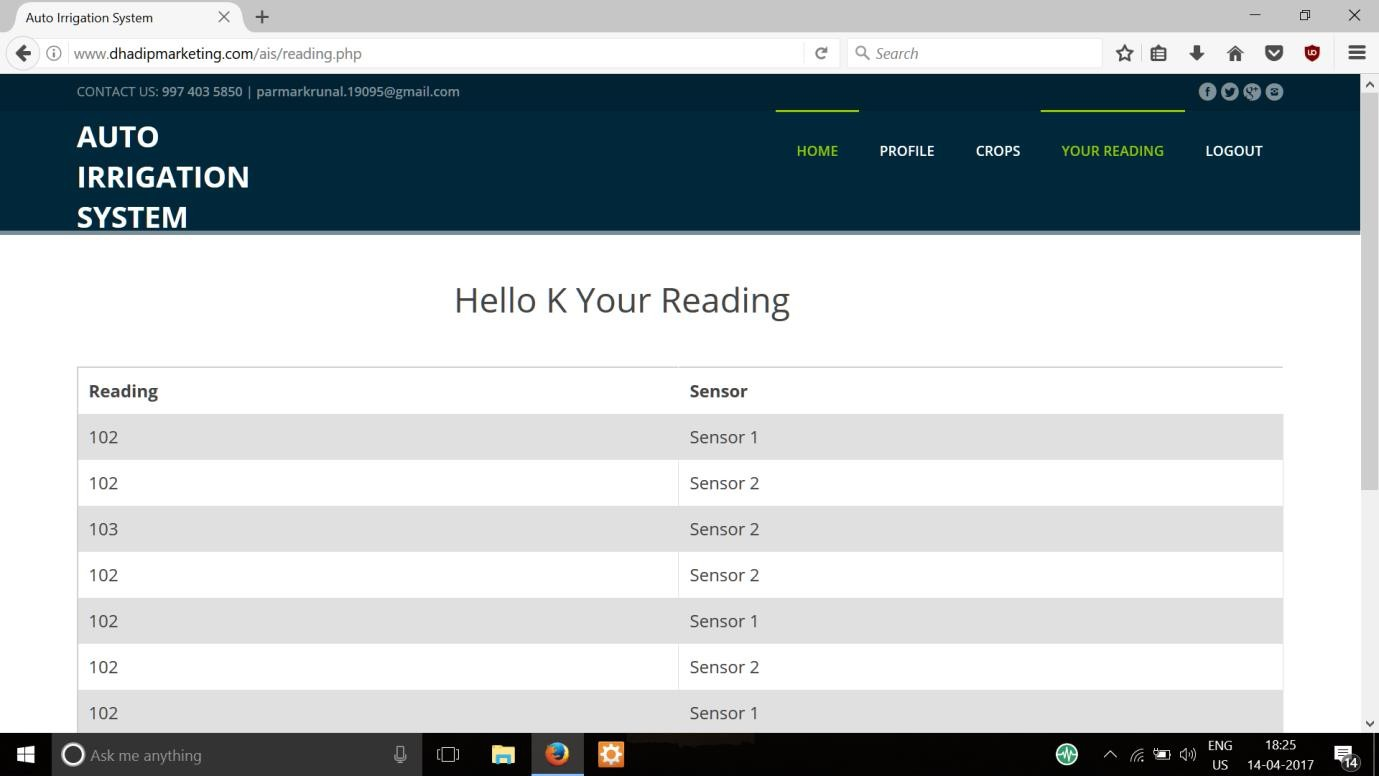 Auto Irrigation System
www.dhadipmarketing.com/ais/reading.php
Search
CONTACT US: 997 403 5850 | parmarkrunal.19095@gmail.com
AUTO
IRRIGATION
SYSTEM
HOME PROFILE CROPS YOUR READING LOGOUT
Hello K Your Reading
Reading Sensor
102 Sensor 1
102 Sensor 2
103 Sensor 2
102 Sensor 2
102 Sensor 1
102 Sensor 2
102 Sensor 1
Ask me anything
ENG 18:25
US 14-04-2017
14